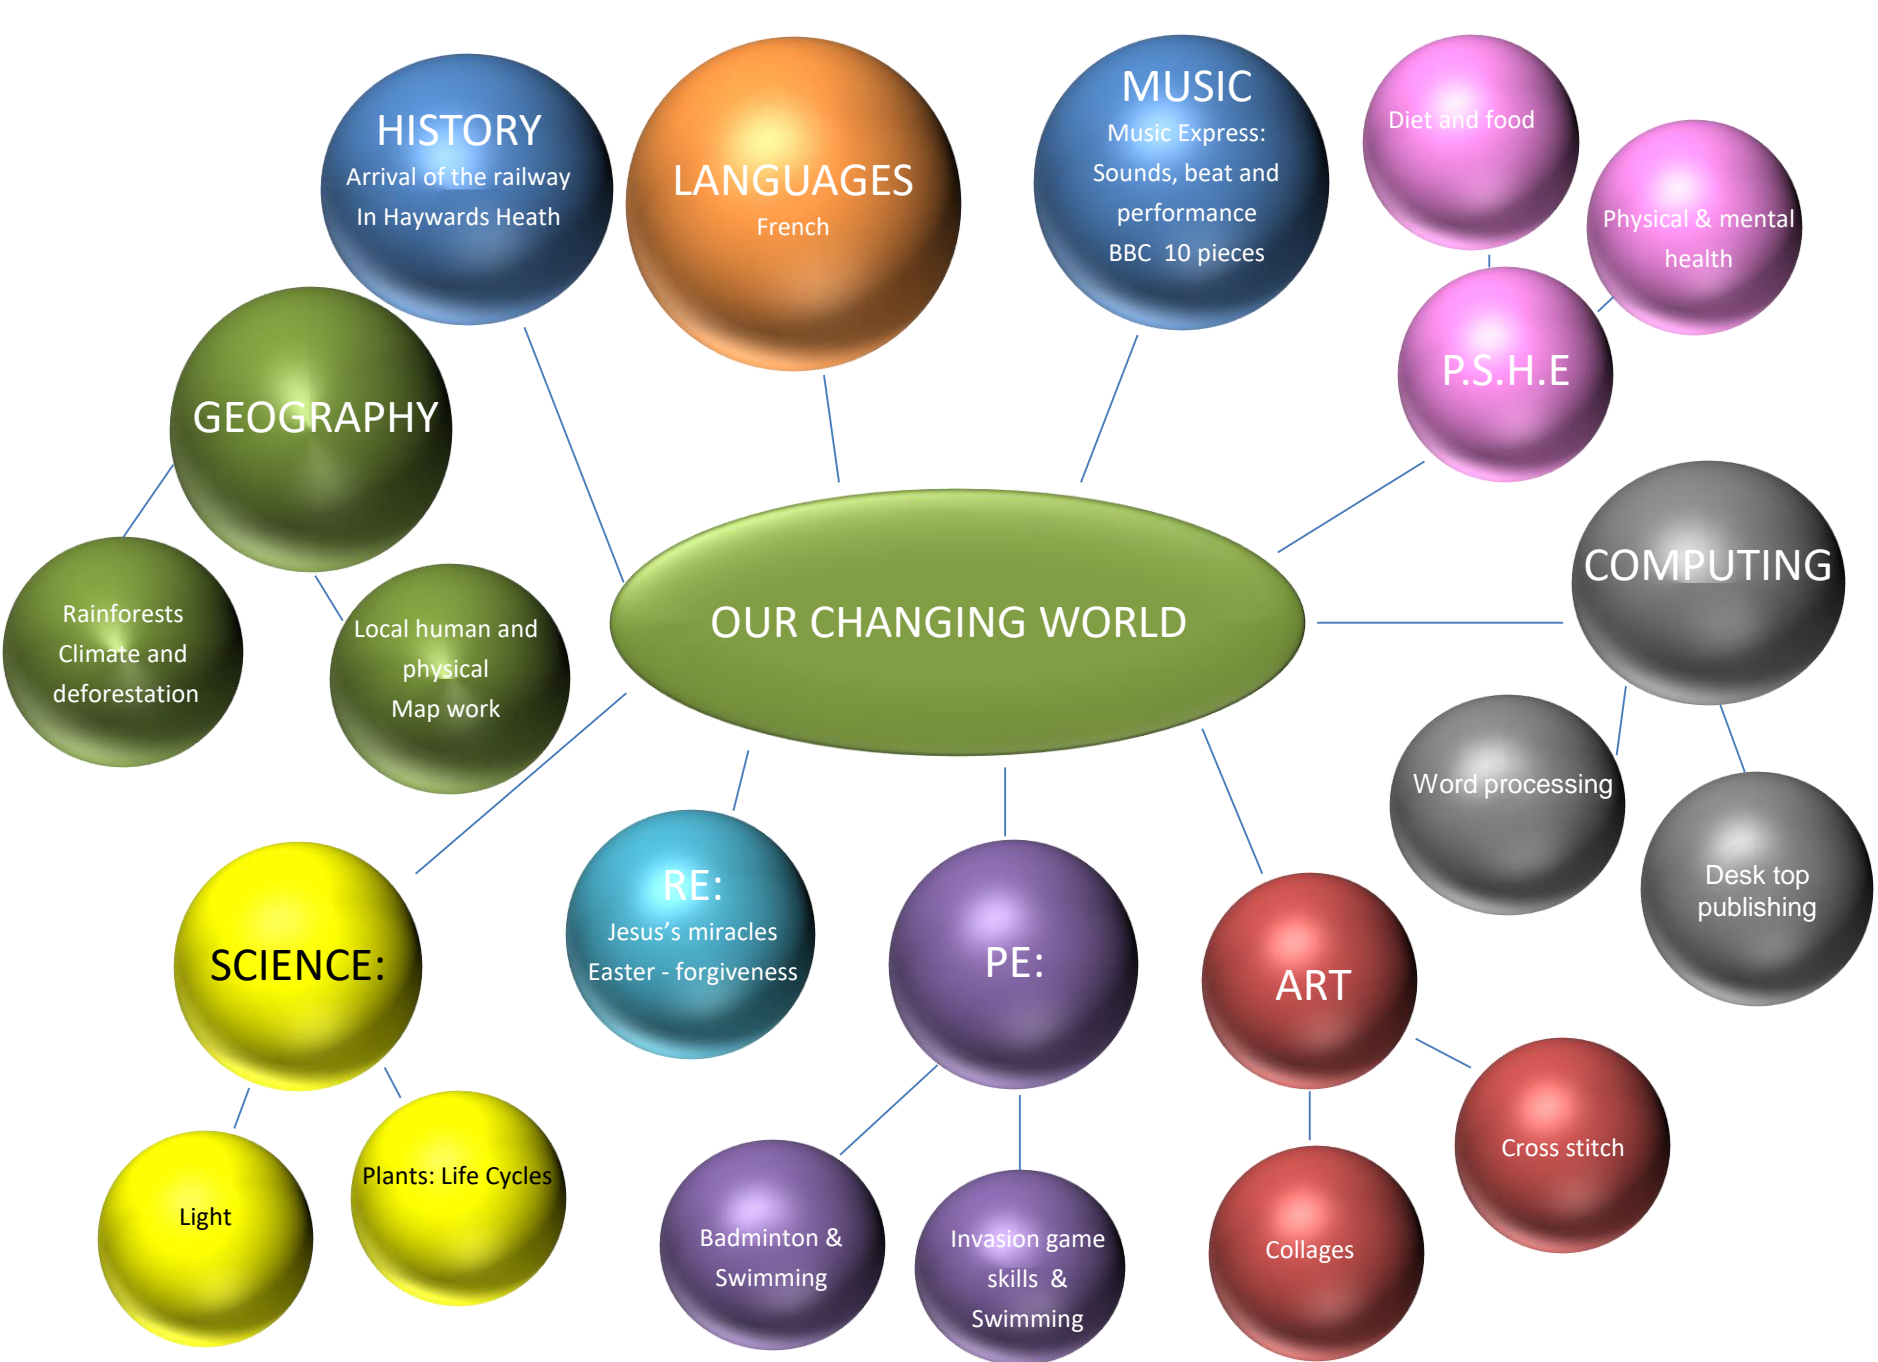 HISTORY
Arrival of the railway
In Haywards Heath
LANGUAGES
French
MUSIC
Music Express:
Sounds, beat and
performance
BBC  10 pieces
Diet and food
Physical & mental
health
P.S.H.E
GEOGRAPHY
Rainforests
Climate and
deforestation
Local human and
physical
Map work
OUR CHANGING WORLD
COMPUTING
Word processing
Desk top
publishing
SCIENCE:
Light
Plants: Life Cycles
RE:
Jesus’s miracles
Easter - forgiveness
PE:
Badminton &
Swimming
Invasion game
skills  &
Swimming
ART
Collages
Cross stitch